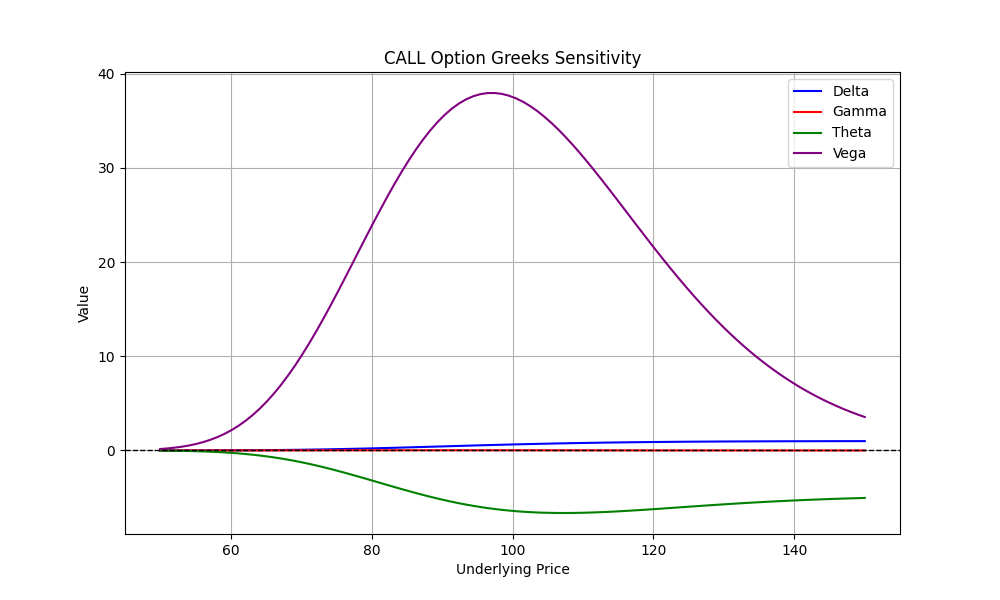 CALL Option Greeks Sensitivity
40
30
20
10
0
Value
Delta
Gamma
Theta
Vega
60 80 100 120 140
Underlying Price